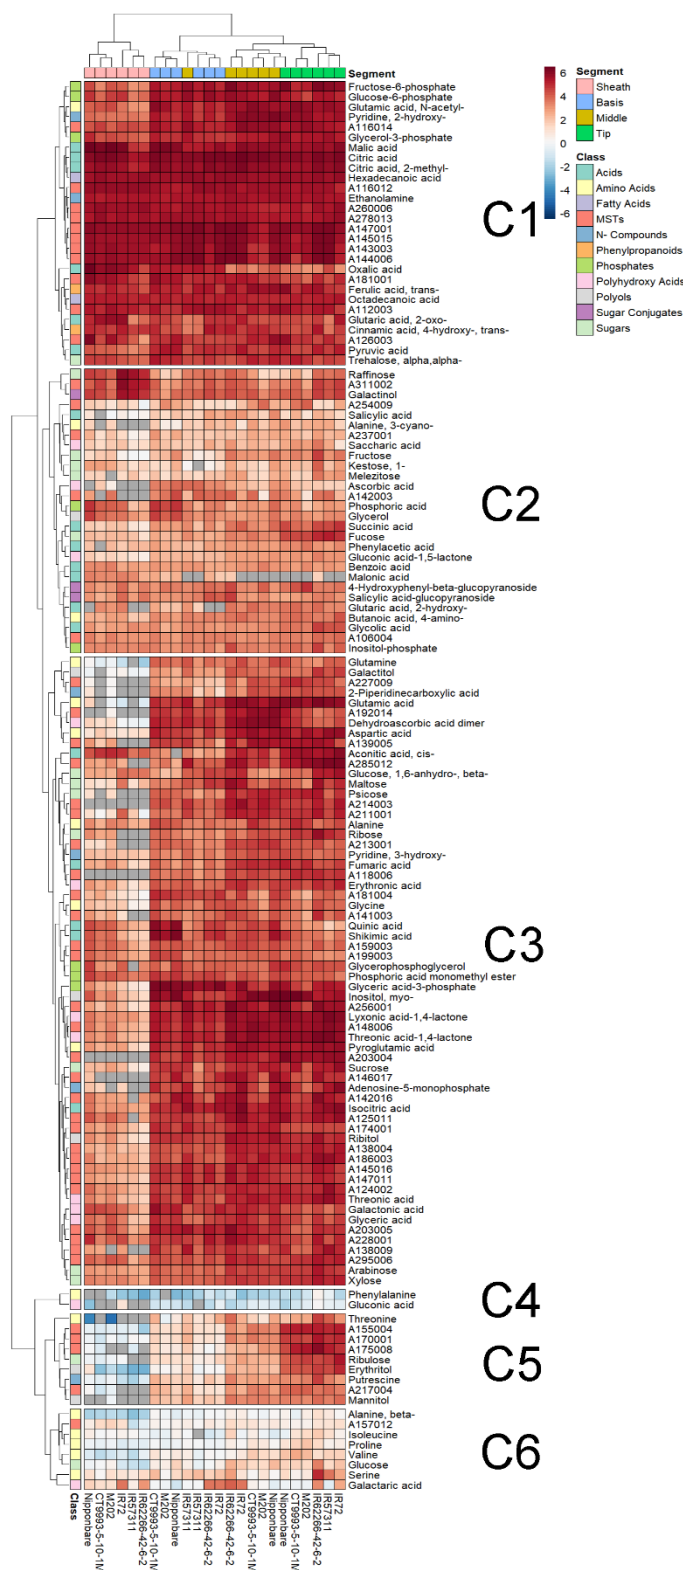 Segment
Fructose-6-phosphate
Glucose-6-phosphate
Glutamic acid, N-acetyl-
Pyridine, 2-hydroxy-
A116014
Glycerol-3-phosphate
Malic acid
Citric acid
Citric acid, 2-methyl-
Hexadecanoic acid
A116012
Ethanolamine
A260006
A278013
A147001
A145015
A143003
A144006
Oxalic acid
A181001
Ferulic acid, trans-
Octadecanoic acid
A112003
Glutaric acid, 2-oxo-
Cinnamic acid, 4-hydroxy-, trans-
A126003
Pyruvic acid
Trehalose, alpha,alpha-
C1
6
4
2
0
-2
-4
-6
Segment
Sheath
Basis
Middle
Tip
Class
Acids
Amino Acids
Fatty Acids
MSTs
N- Compounds
Phenylpropanoids
Phosphates
Polyhydroxy Acids
Polyols
Sugar Conjugates
Sugars
Raffinose
A311002
Galactinol
A254009
Salicylic acid
Alanine, 3-cyano-
A237001
Saccharic acid
Fructose
Kestose, 1-
Melezitose
Ascorbic acid
A142003
Phosphoric acid
Glycerol
Succinic acid
Fucose
Phenylacetic acid
Gluconic acid-1,5-lactone
Benzoic acid
Malonic acid
4-Hydroxyphenyl-beta-glucopyranoside
Salicylic acid-glucopyranoside
Glutaric acid, 2-hydroxy-
Butanoic acid, 4-amino-
Glycolic acid
A106004
Inositol-phosphate
C2
Glutamine
Galactitol
A227009
2-Piperidinecarboxylic acid
Glutamic acid
A192014
Dehydroascorbic acid dimer
Aspartic acid
A139005
Aconitic acid, cis-
A285012
Glucose, 1,6-anhydro-, beta-
Maltose
Psicose
A214003
A211001
Alanine
Ribose
A213001
Pyridine, 3-hydroxy-
Fumaric acid
A118006
Erythronic acid
A181004
Glycine
A141003
Quinic acid
Shikimic acid
A159003
A199003
Glycerophosphoglycerol
Phosphoric acid monomethyl ester
Glyceric acid-3-phosphate
Inositol, myo-
A256001
Lyxonic acid-1,4-lactone
A148006
Threonic acid-1,4-lactone
Pyroglutamic acid
A203004
Sucrose
A146017
Adenosine-5-monophosphate
A142016
Isocitric acid
A125011
A174001
Ribitol
A138004
A186003
A145016
A147011
A124002
Threonic acid
Galactonic acid
Glyceric acid
A203005
A228001
A138009
A295006
Arabinose
Xylose
C3
Phenylalanine
Gluconic acid
C4
Threonine
A155004
A170001
A175008
Ribulose
Erythritol
Putrescine
A217004
Mannitol
C5
Alanine, beta-
A157012
Isoleucine
Proline
Valine
Glucose
Serine
Galactaric acid
C6
Class
Nipponbare
CT9993-5-10-1M
M202
IR72
IR57311
IR62266-42-6-2
CT9993-5-10-1M
M202
Nipponbare
IR57311
IR57311
IR62266-42-6-2
IR72
IR62266-42-6-2
IR72
CT9993-5-10-1M
M202
Nipponbare
Nipponbare
CT9993-5-10-1M
M202
IR62266-42-6-2
IR57311
IR72